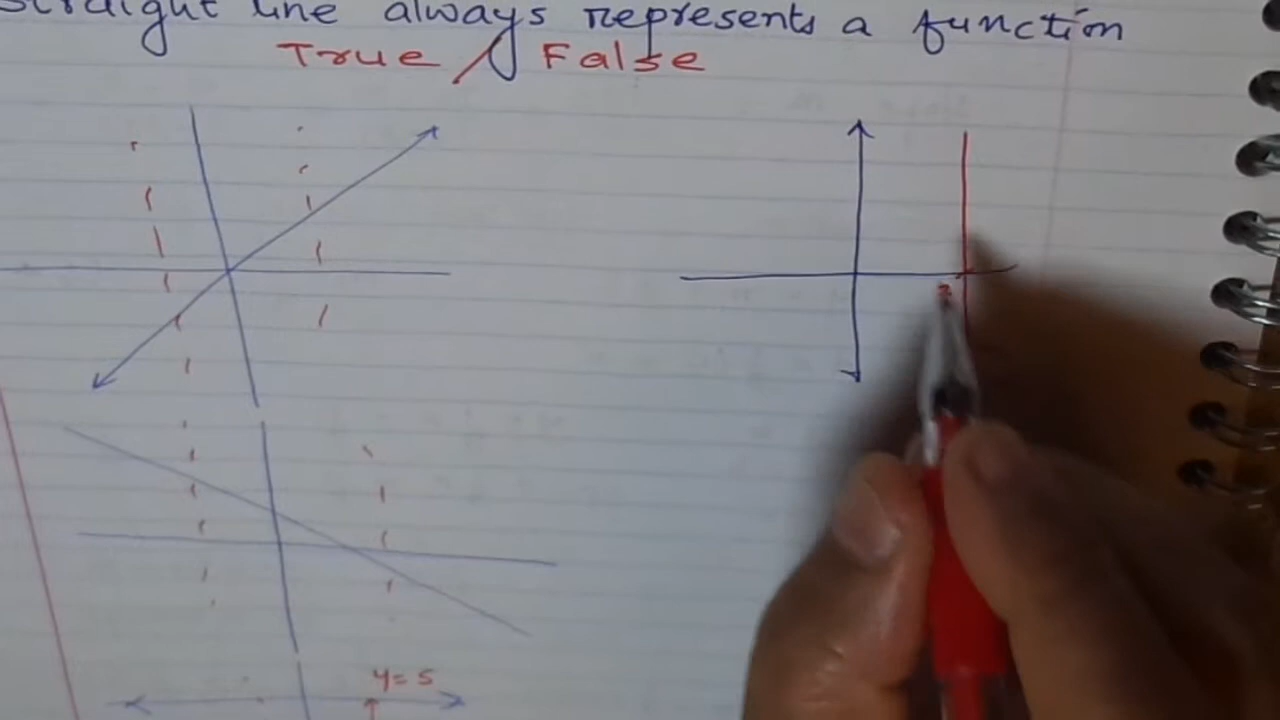 straight line always represents a function
True / False
y = 5